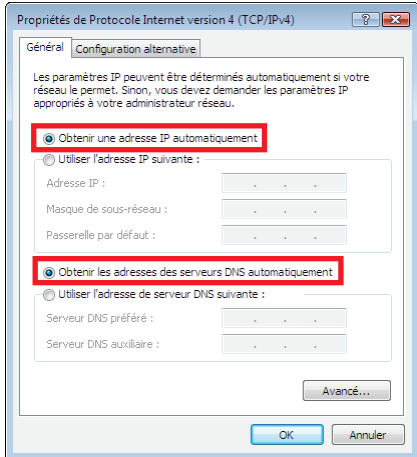 Propriétés de Protocole Internet version 4 (TCP/IPv4)
Général
Configuration alternative
Les paramètres IP peuvent être déterminés automatiquement si votre
réseau le permet. Sinon, vous devez demander les paramètres IP
appropriés à votre administrateur réseau.
Obtenir une adresse IP automatiquement
Utiliser l'adresse IP suivante :
Adresse IP :
Masque de sous-réseau :
Passerelle par défaut :
Obtenir les adresses des serveurs DNS automatiquement
Utiliser l'adresse de serveur DNS suivante :
Serveur DNS préféré :
Serveur DNS auxiliaire :
Avancé...
OK Annuler